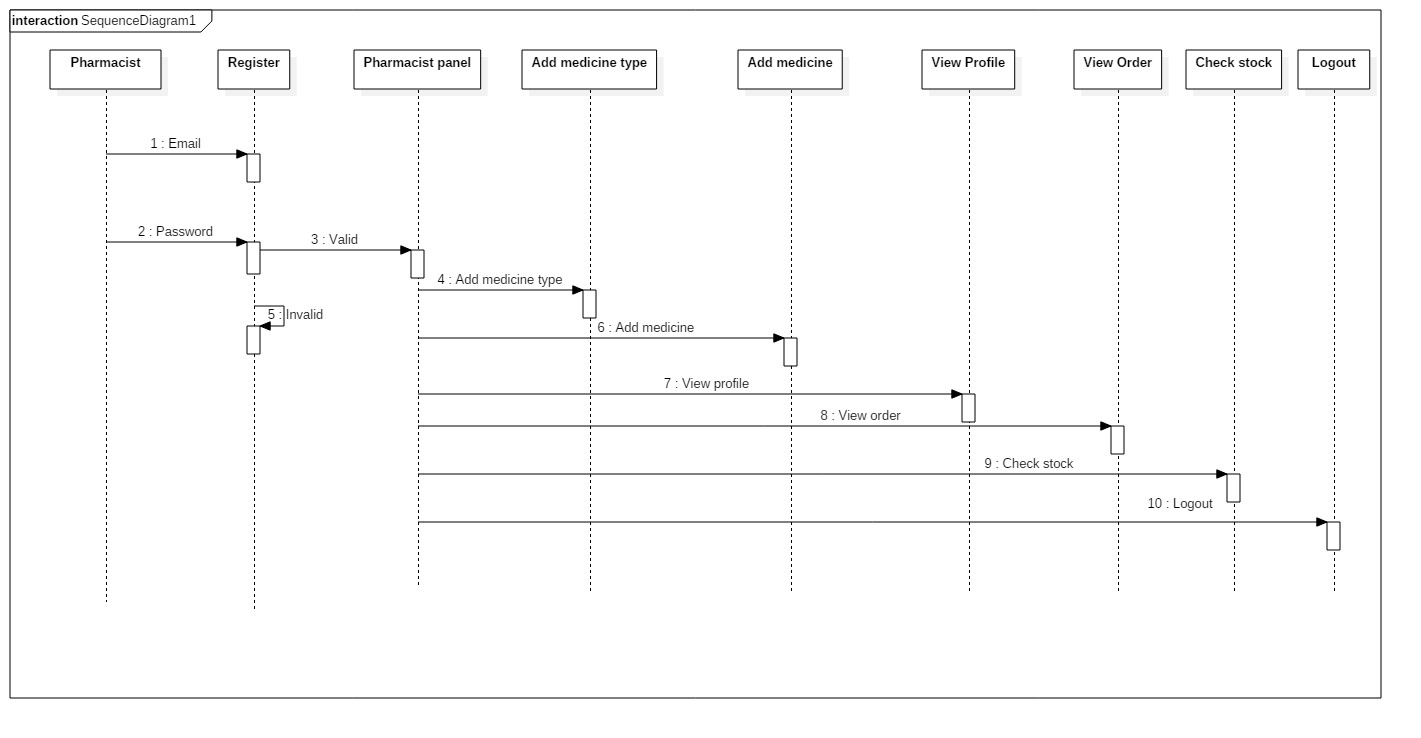 interaction SequenceDiagram1
Pharmacist
Register
Pharmacist panel
Add medicine type
Add medicine
View Profile
View Order
Check stock
Logout
1 : Email
2 : Password
3 : Valid
4 : Add medicine type
5 : Invalid
6 : Add medicine
7 : View profile
8 : View order
9 : Check stock
10 : Logout